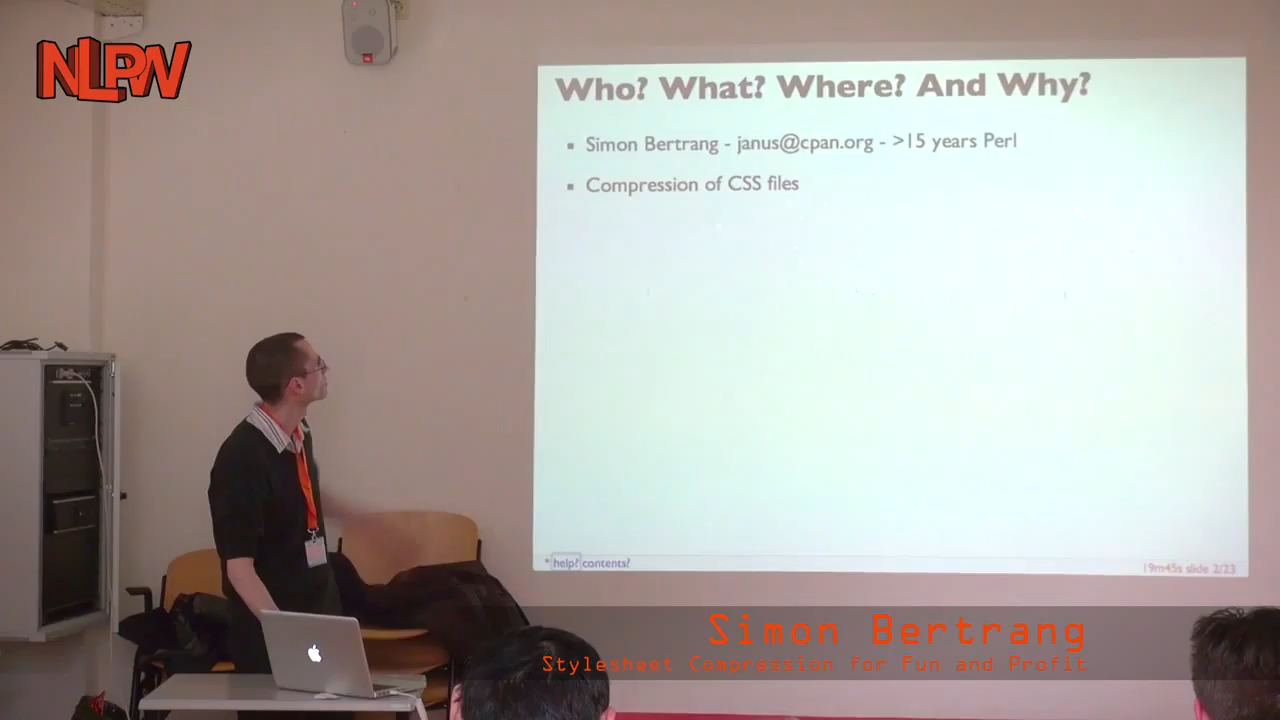 NLPW
Who? What? Where? And Why?
Simon Bertrang - janus@cpan.org - >15 years Perl
Compression of CSS files
* help? contents?
19m45s slide 2/23
Simon Bertrang
Stylesheet Compression for Fun and Profit